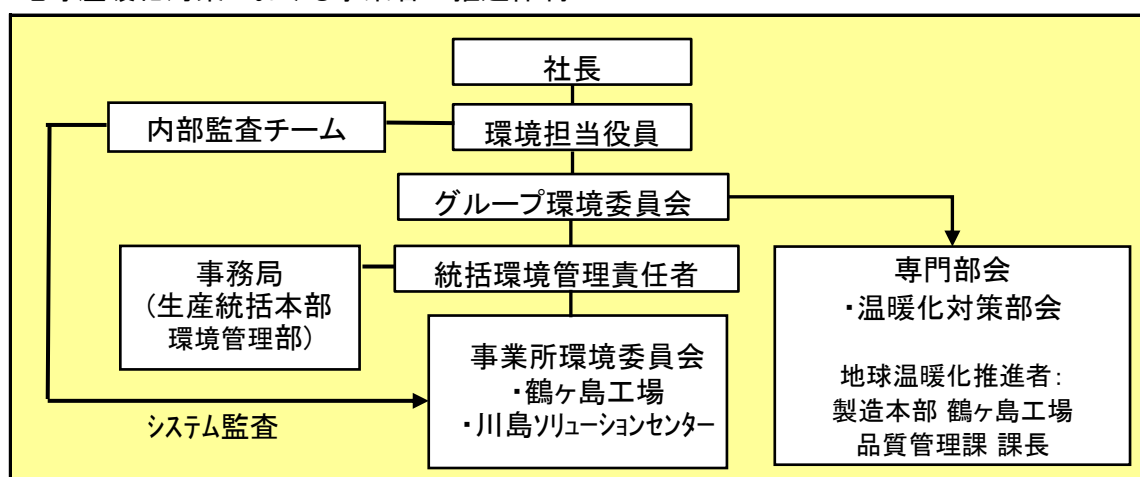 社長
内部監査チーム
環境担当役員
グループ環境委員会
事務局
(生産統括本部
環境管理部)
統括環境管理責任者
専門部会
・温暖化対策部会
地球温暖化推進者:
製造本部 鶴ヶ島工場
品質管理課 課長
事業所環境委員会
・鶴ヶ島工場
・川島ソリューションセンター
システム監査